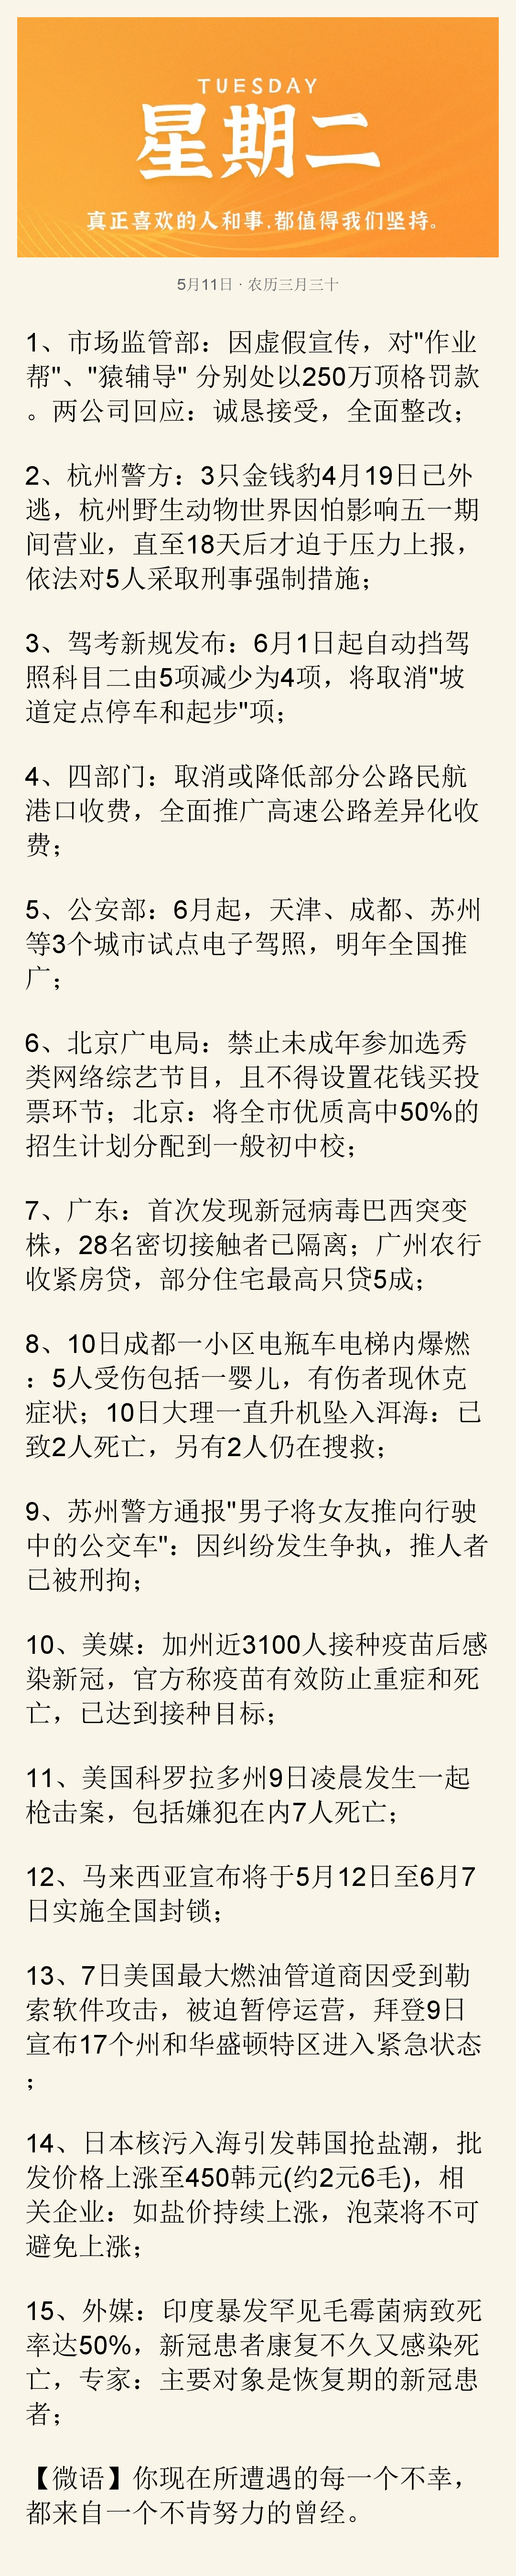 TUESDAY
星期二
真正喜欢的人和事,都值得我们坚持。
5月11日 · 农历三月三十
1、市场监管部：因虚假宣传，对"作业
帮"、"猿辅导" 分别处以250万顶格罚款
。两公司回应：诚恳接受，全面整改；
2、杭州警方：3只金钱豹4月19日已外
逃，杭州野生动物世界因怕影响五一期
间营业，直至18天后才迫于压力上报，
依法对5人采取刑事强制措施；
3、驾考新规发布：6月1日起自动挡驾
照科目二由5项减少为4项，将取消"坡
道定点停车和起步"项；
4、四部门：取消或降低部分公路民航
港口收费，全面推广高速公路差异化收
费；
5、公安部：6月起，天津、成都、苏州
等3个城市试点电子驾照，明年全国推
广；
6、北京广电局：禁止未成年参加选秀
类网络综艺节目，且不得设置花钱买投
票环节；北京：将全市优质高中50%的
招生计划分配到一般初中校；
7、广东：首次发现新冠病毒巴西突变
株，28名密切接触者已隔离；广州农行
收紧房贷，部分住宅最高只贷5成；
8、10日成都一小区电瓶车电梯内爆燃
：5人受伤包括一婴儿，有伤者现休克
症状；10日大理一直升机坠入洱海：已
致2人死亡，另有2人仍在搜救；
9、苏州警方通报"男子将女友推向行驶
中的公交车"：因纠纷发生争执，推人者
已被刑拘；
10、美媒：加州近3100人接种疫苗后感
染新冠，官方称疫苗有效防止重症和死
亡，已达到接种目标；
11、美国科罗拉多州9日凌晨发生一起
枪击案，包括嫌犯在内7人死亡；
12、马来西亚宣布将于5月12日至6月7
日实施全国封锁；
13、7日美国最大燃油管道商因受到勒
索软件攻击，被迫暂停运营，拜登9日
宣布17个州和华盛顿特区进入紧急状态
；
14、日本核污入海引发韩国抢盐潮，批
发价格上涨至450韩元(约2元6毛)，相
关企业：如盐价持续上涨，泡菜将不可
避免上涨；
15、外媒：印度暴发罕见毛霉菌病致死
率达50%，新冠患者康复不久又感染死
亡，专家：主要对象是恢复期的新冠患
者；
【微语】你现在所遭遇的每一个不幸，
都来自一个不肯努力的曾经。